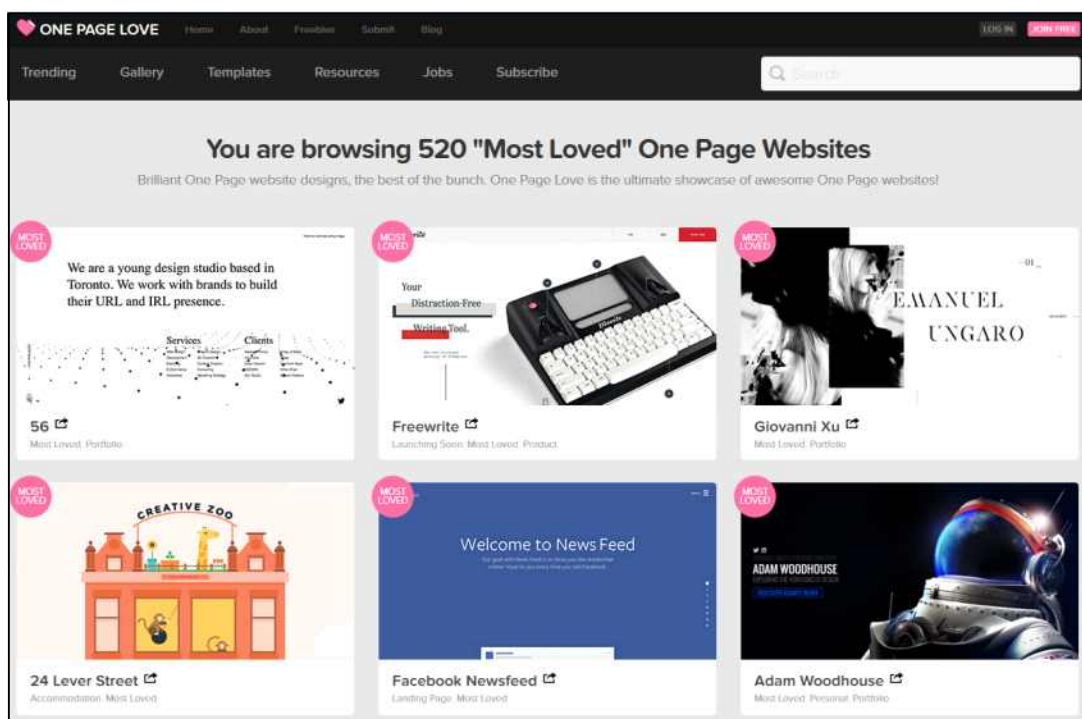 ONE PAGE LOVE Home About Freebies Submit Blog LOG IN JOIN FREE
Trending Gallery Templates Resources Jobs Subscribe Search
You are browsing 520 "Most Loved" One Page Websites
Brilliant One Page website designs, the best of the bunch. One Page Love is the ultimate showcase of awesome One Page websites!
MOST LOVED
We are a young design studio based in
Toronto. We work with brands to build
their URL and IRL presence.
Services Clients
56
Most Loved Portfolio
MOST LOVED
Your
Distraction-Free
Writing Tool.
Freewrite
Launching Soon Most Loved Product
MOST LOVED
01
EMANUEL
UNGARO
Giovanni Xu
Most Loved Portfolio
MOST LOVED
CREATIVE ZOO
24 Lever Street
Accommodation Most Loved
MOST LOVED
Welcome to News Feed
Facebook Newsfeed
Landing Page Most Loved
MOST LOVED
ADAM WOODHOUSE
Adam Woodhouse
Most Loved Personal Portfolio